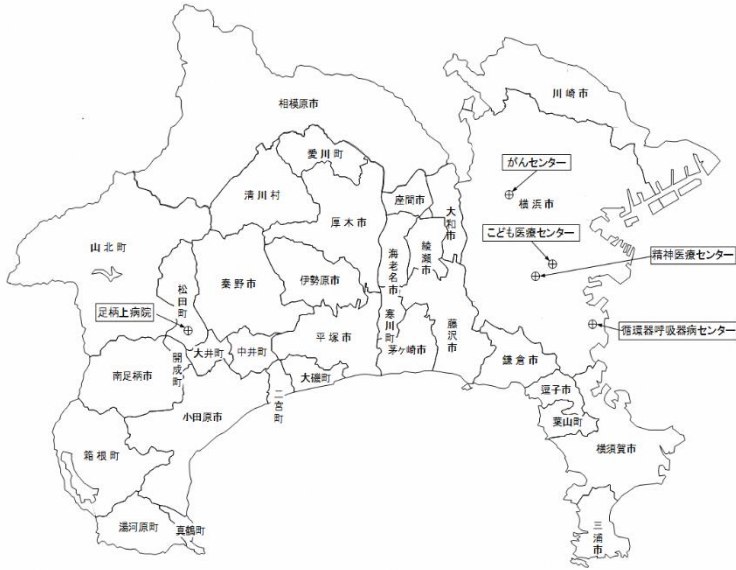 川崎市
相模原市
愛川町
がんセンター
清川村
座間市
横浜市
大和市
厚木市
こども医療センター
山北町
海老名市
綾瀬市
精神医療センター
松田町
秦野市
伊勢原市
足柄上病院
寒川町
藤沢市
循環器呼吸器病センター
平塚市
開成町
大井町
中井町
茅ヶ崎市
鎌倉市
南足柄市
大磯町
二宮町
逗子市
小田原市
葉山町
箱根町
横須賀市
湯河原町
真鶴町
三浦市